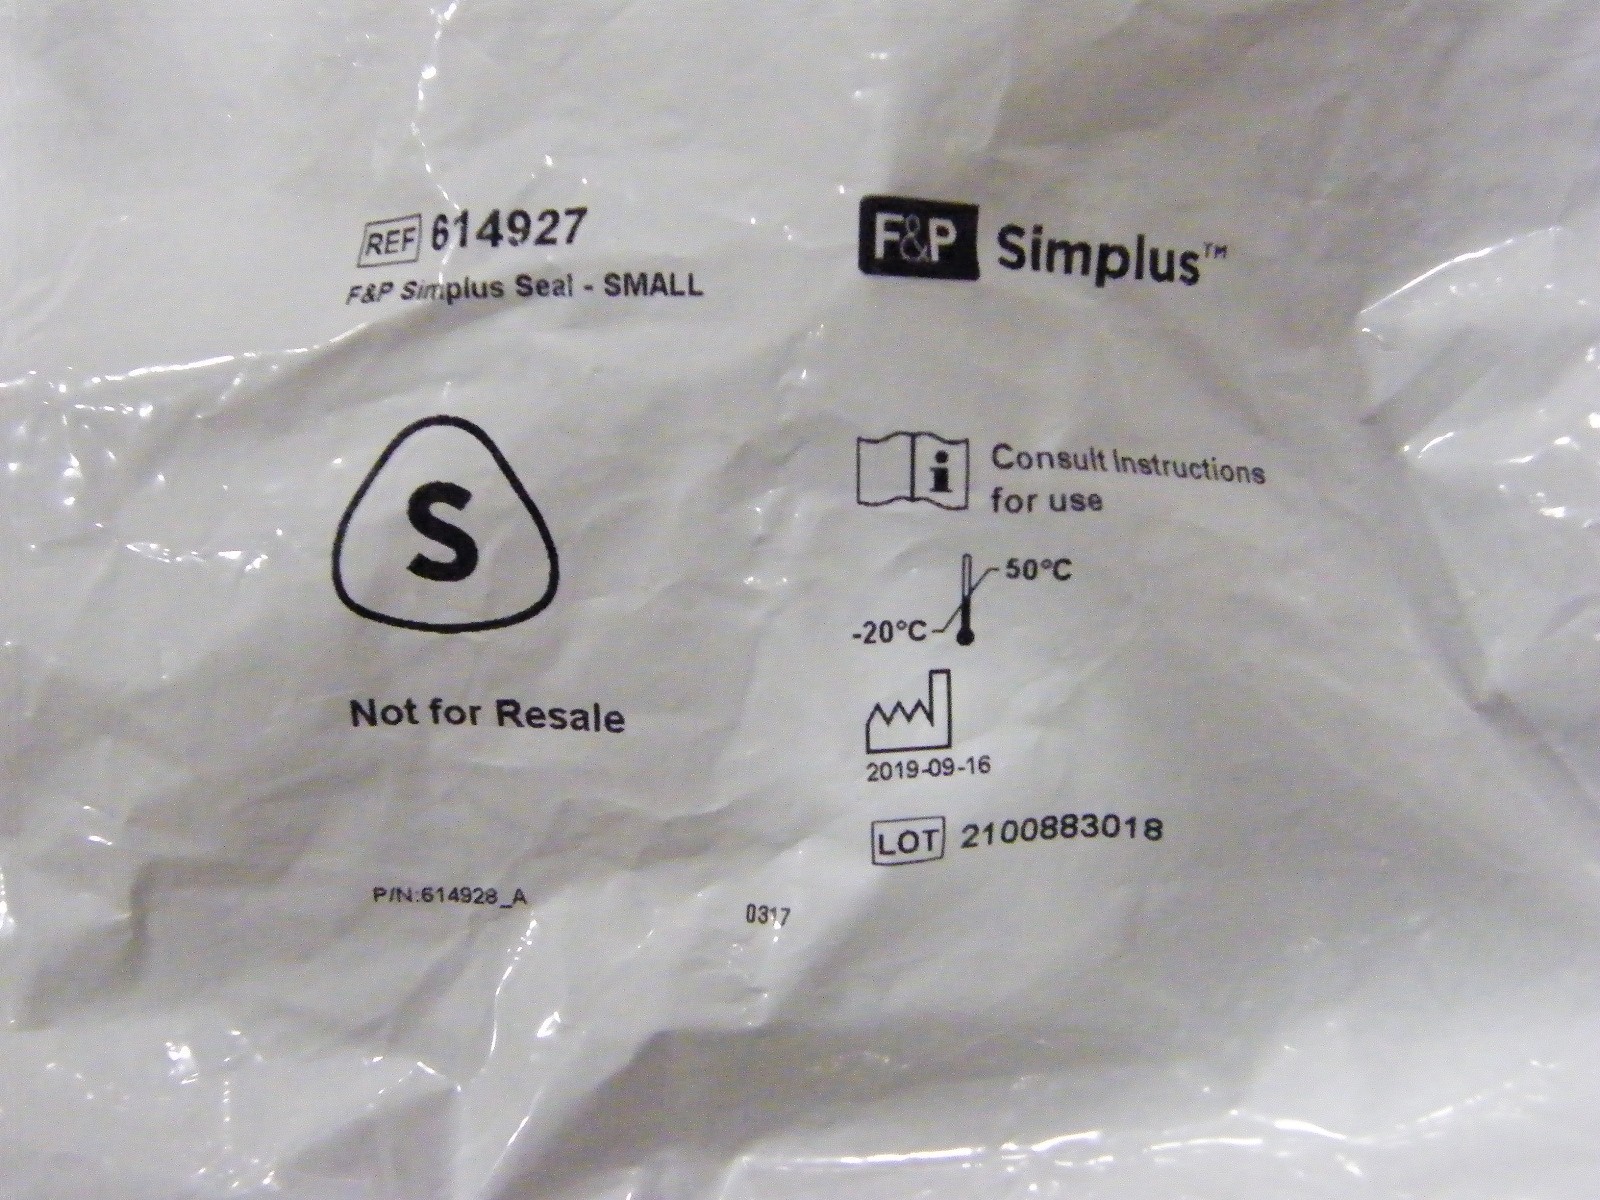 REF 614927
F&P Simplus Seal - SMALL
S
Not for Resale
P/N:614928_A
0317
F&P Simplus™
i Consult Instructions
for use
50°C
-20°C
2019-09-16
LOT 2100883018